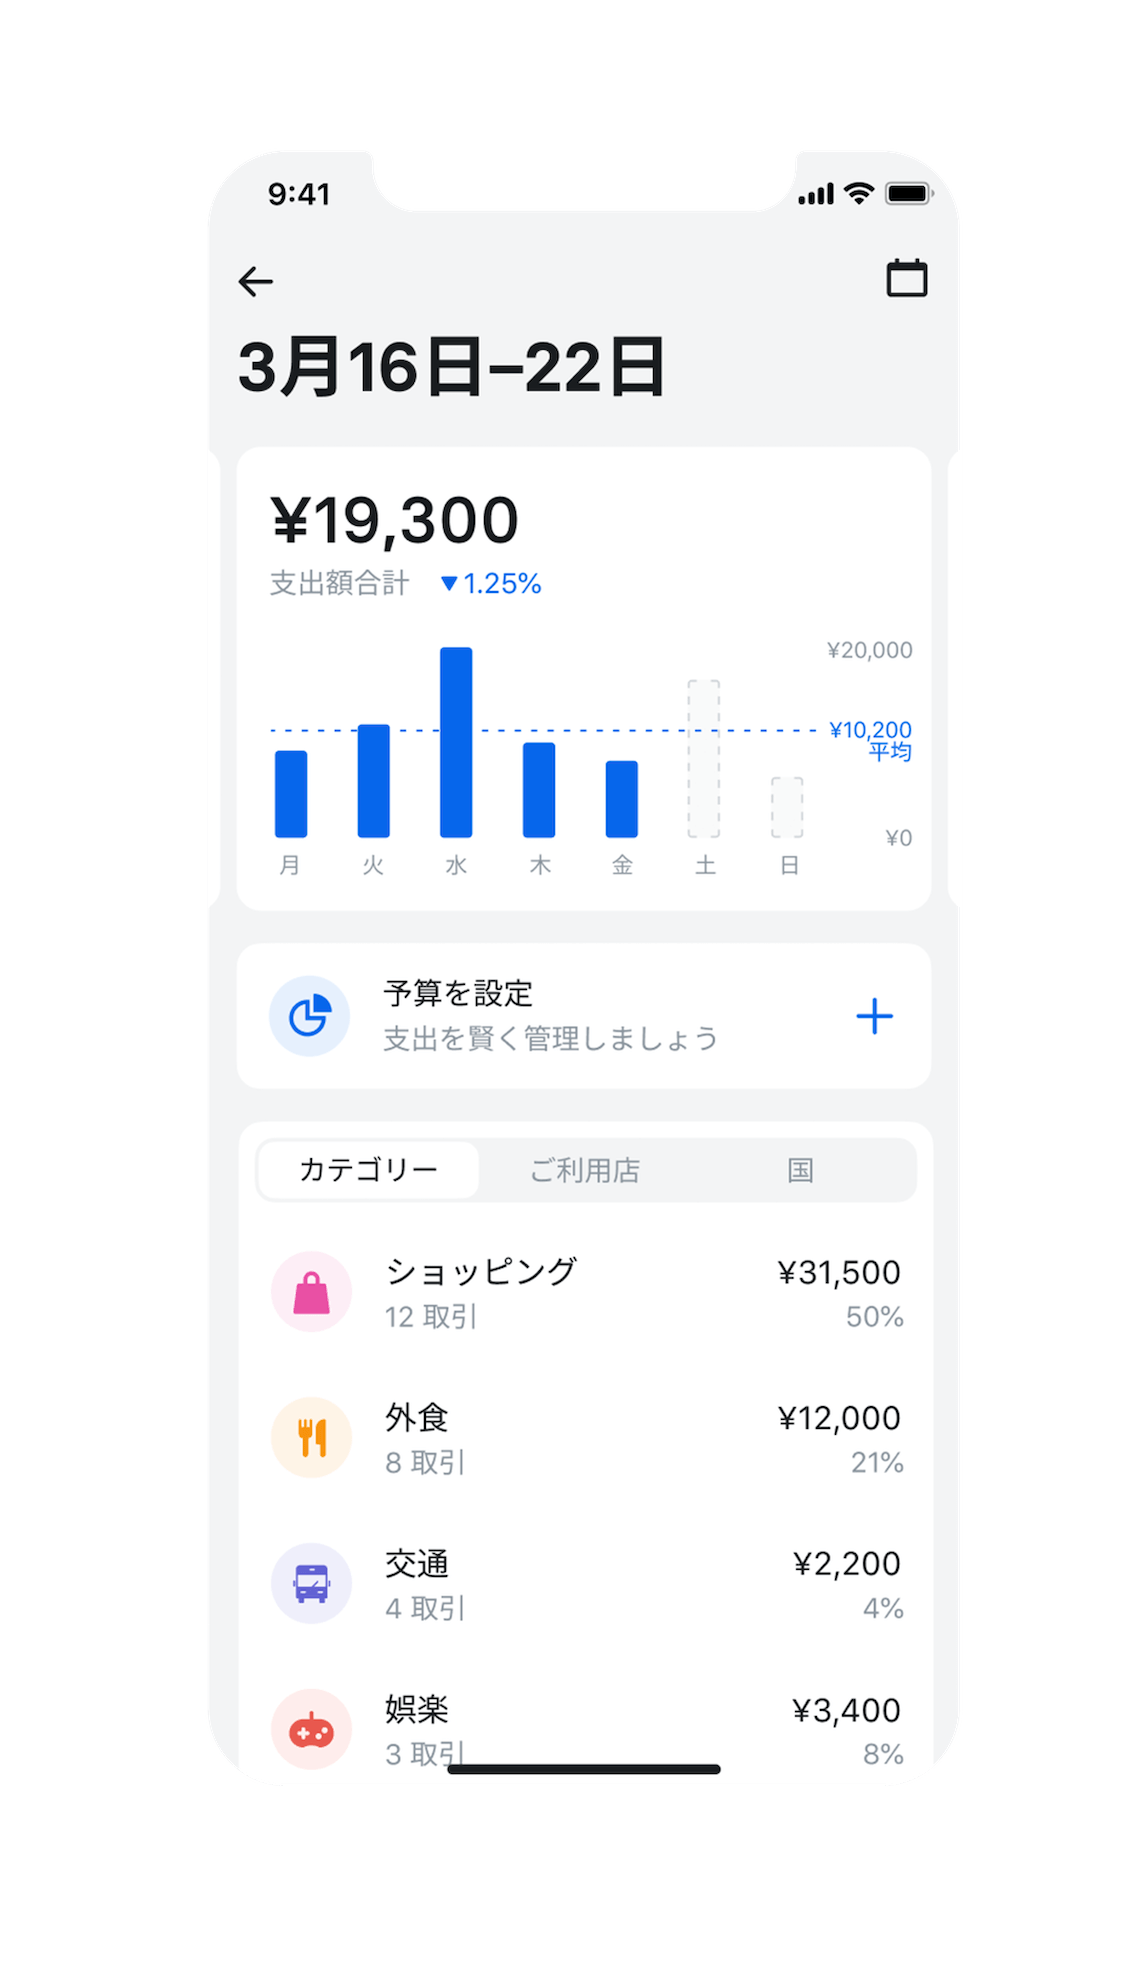 9:41
3月16日–22日
¥19,300
支出額合計 ▼1.25%
¥20,000
¥10,200
平均
¥0
月 火 水 木 金 土 日
予算を設定
支出を賢く管理しましょう
カテゴリー ご利用店 国
ショッピング ¥31,500
12 取引 50%
外食 ¥12,000
8 取引 21%
交通 ¥2,200
4 取引 4%
娯楽 ¥3,400
3 取引 8%